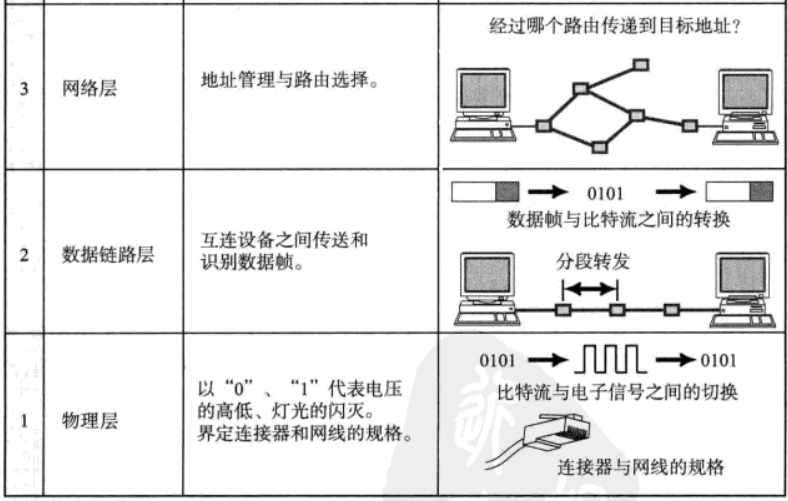 经过哪个路由传递到目标地址?
3
网络层
地址管理与路由选择。
0101
数据帧与比特流之间的转换
2
数据链路层
互连设备之间传送和
识别数据帧。
分段转发
0101
0101
比特流与电子信号之间的切换
1
物理层
以“0”、“1”代表电压
的高低、灯光的闪灭。
界定连接器和网线的规格。
连接器与网线的规格